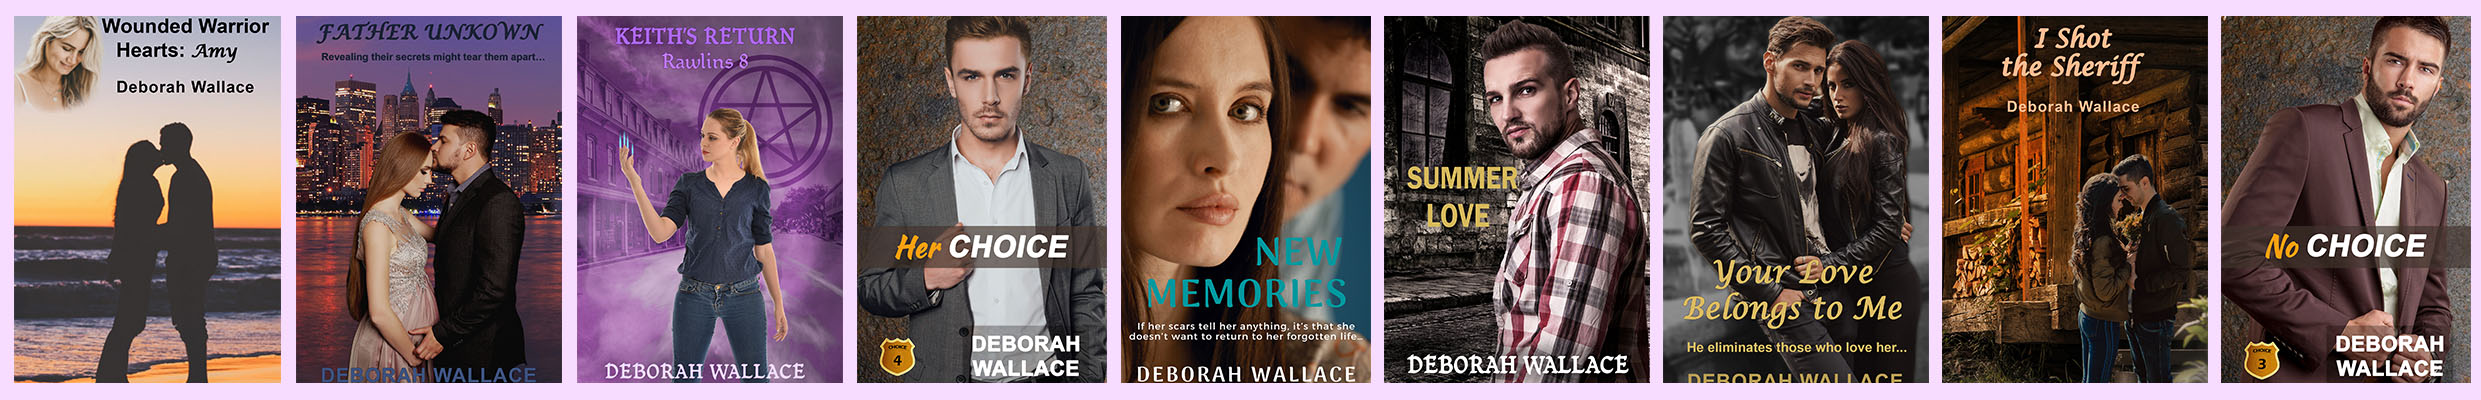 Wounded Warrior
Hearts: Amy
Deborah Wallace
FATHER UNKOWN
Revealing their secrets might tear them apart...
DEBORAH WALLACE
KEITH'S RETURN
Rawlins 8
DEBORAH WALLACE
Her CHOICE
CHOICE
4
DEBORAH
WALLACE
NEW
MEMORIES
If her scars tell her anything, it's that she
doesn't want to return to her forgotten life...
DEBORAH WALLACE
SUMMER
LOVE
DEBORAH WALLACE
Your Love
Belongs to Me
He eliminates those who love her...
DEBORAH WALLACE
I Shot
the Sheriff
Deborah Wallace
No CHOICE
CHOICE
3
DEBORAH
WALLACE